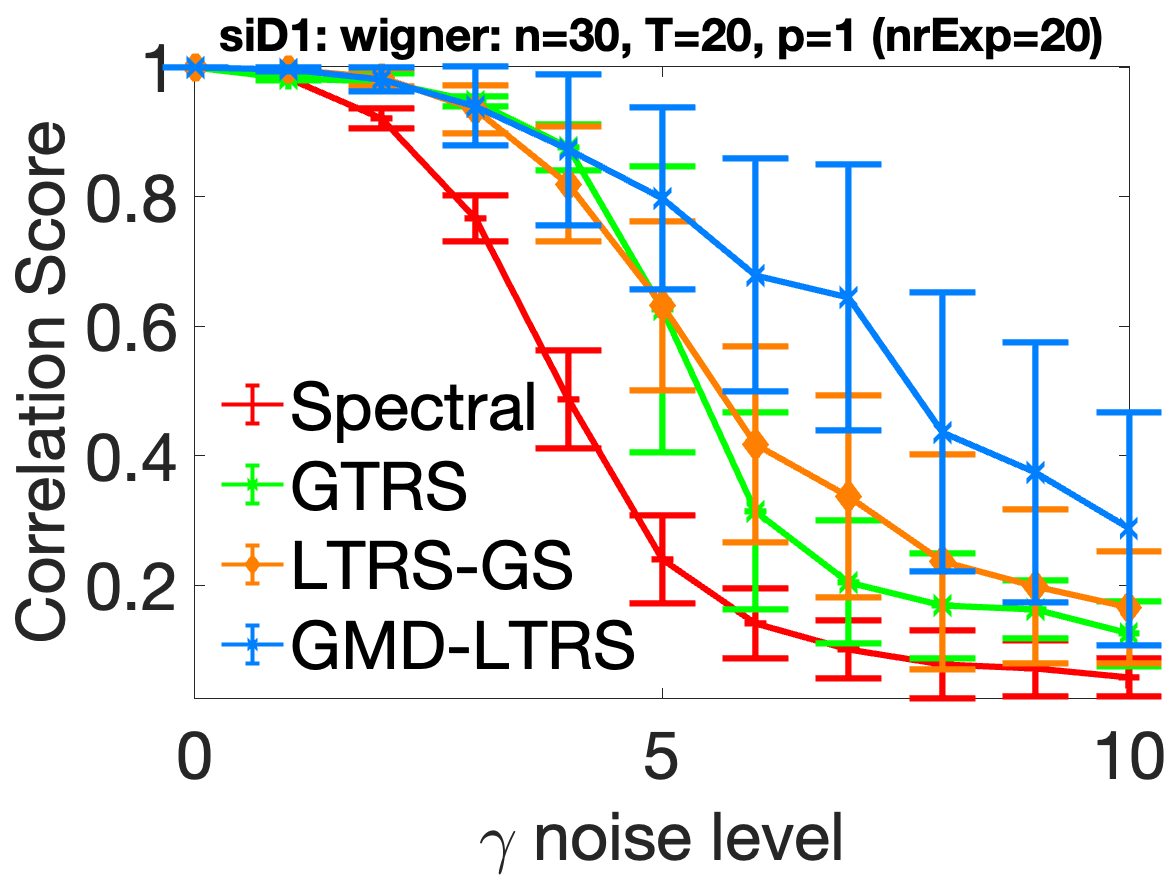 siD1: wigner: n=30, T=20, p=1 (nrExp=20)
1
0.8
0.6
0.4
0.2
Correlation Score
Spectral
GTRS
LTRS-GS
GMD-LTRS
0 5 10
γ noise level